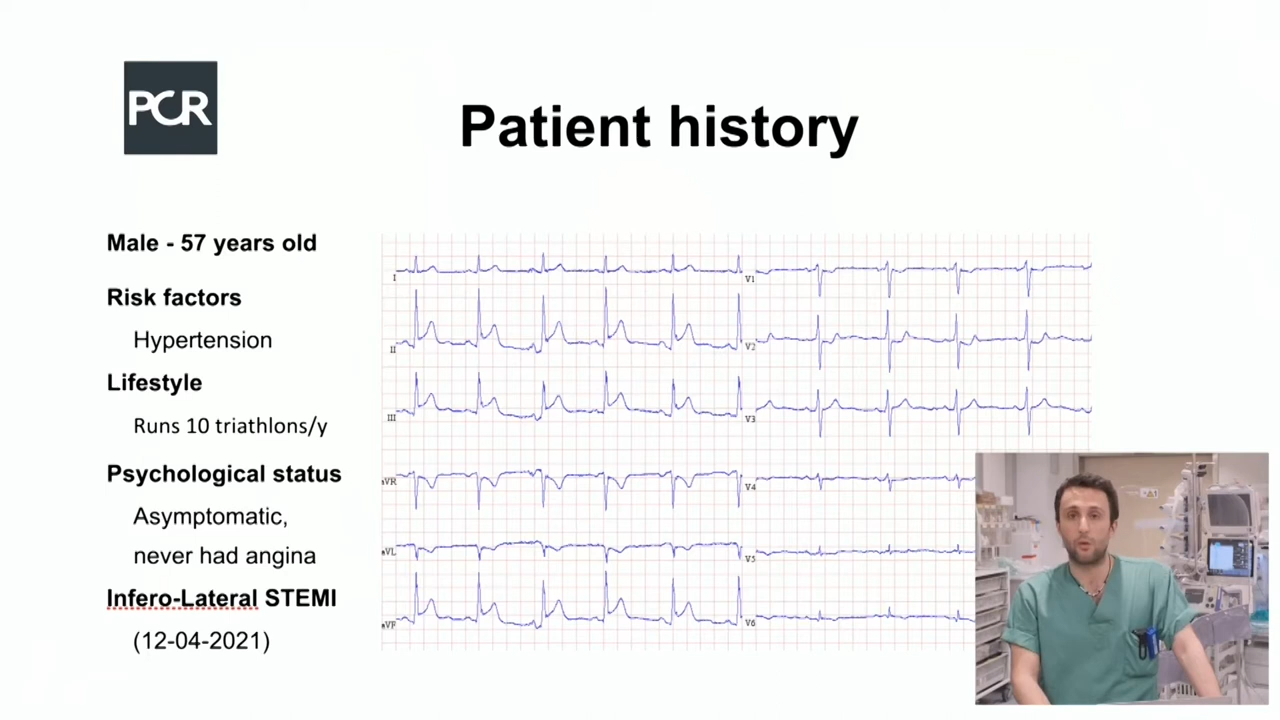 PCR
Patient history
Male - 57 years old
Risk factors
Hypertension
Lifestyle
Runs 10 triathlons/y
Psychological status
Asymptomatic,
never had angina
Infero-Lateral STEMI
(12-04-2021)
I
II
III
aVR
aVL
aVF
V1
V2
V3
V4
V5
V6